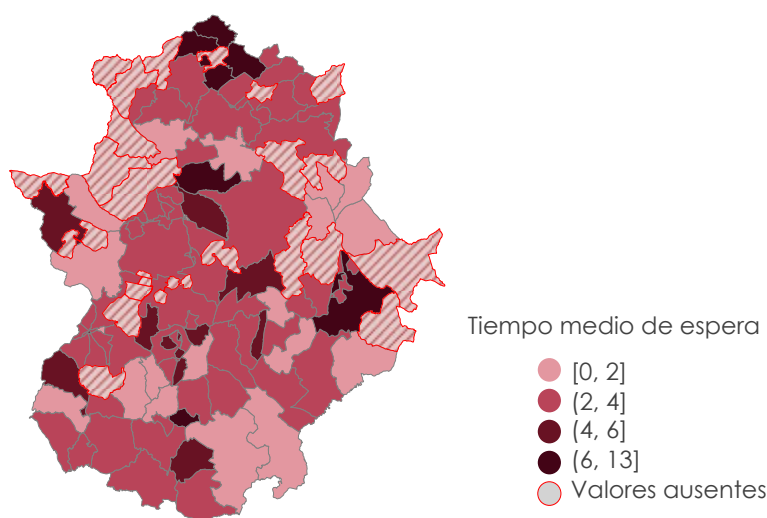 Tiempo medio de espera
[0, 2]
(2, 4]
(4, 6]
(6, 13]
Valores ausentes